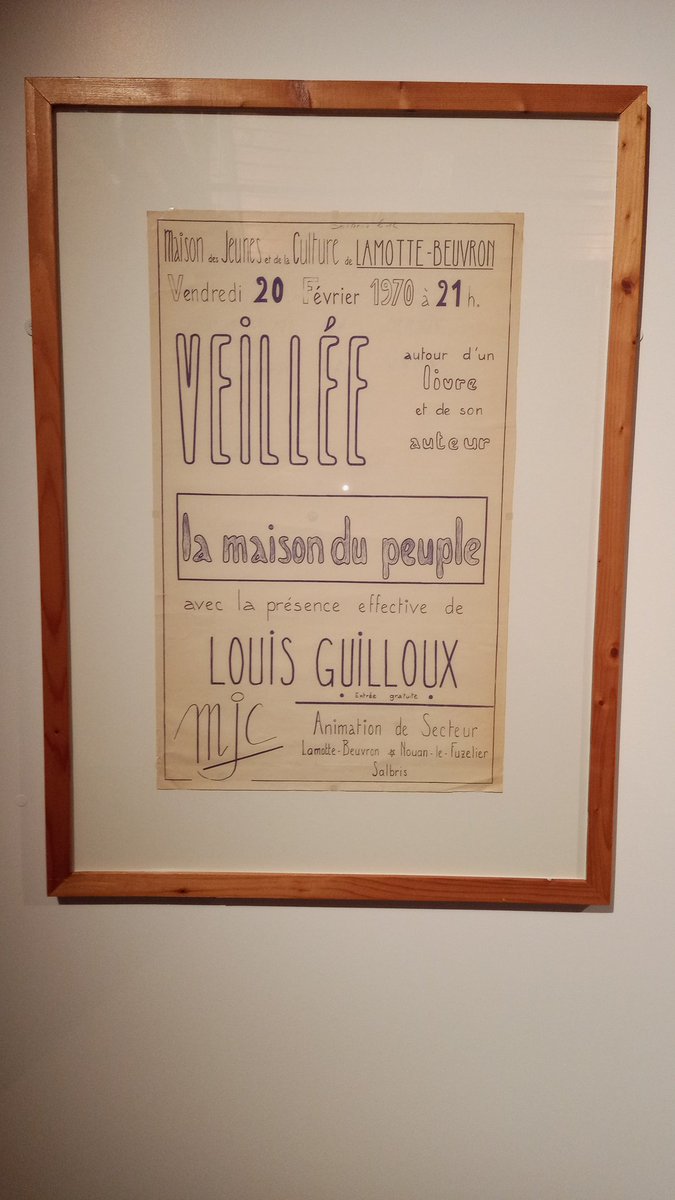 Maison des Jeunes et de la Culture de LAMOTTE-BEUVRON
Vendredi 20 Février 1970 à 21h.
VEILLÉE
autour d'un
livre
et de son
auteur
la maison du peuple
avec la présence effective de
LOUIS GUILLOUX
• Entrée gratuite •
mjc
Animation de Secteur
Lamotte-Beuvron * Nouan-le-Fuzelier
Salbris